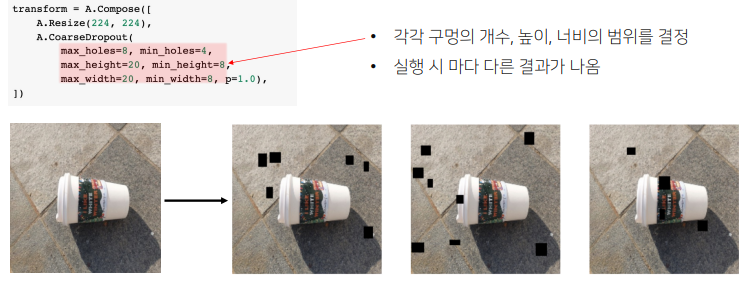 transform = A.Compose([
A.Resize(224, 224),
A.CoarseDropout(
max_holes=8, min_holes=4,
max_height=20, min_height=8,
max_width=20, min_width=8, p=1.0),
])
• 각각 구멍의 개수, 높이, 너비의 범위를 결정
• 실행 시 마다 다른 결과가 나옴